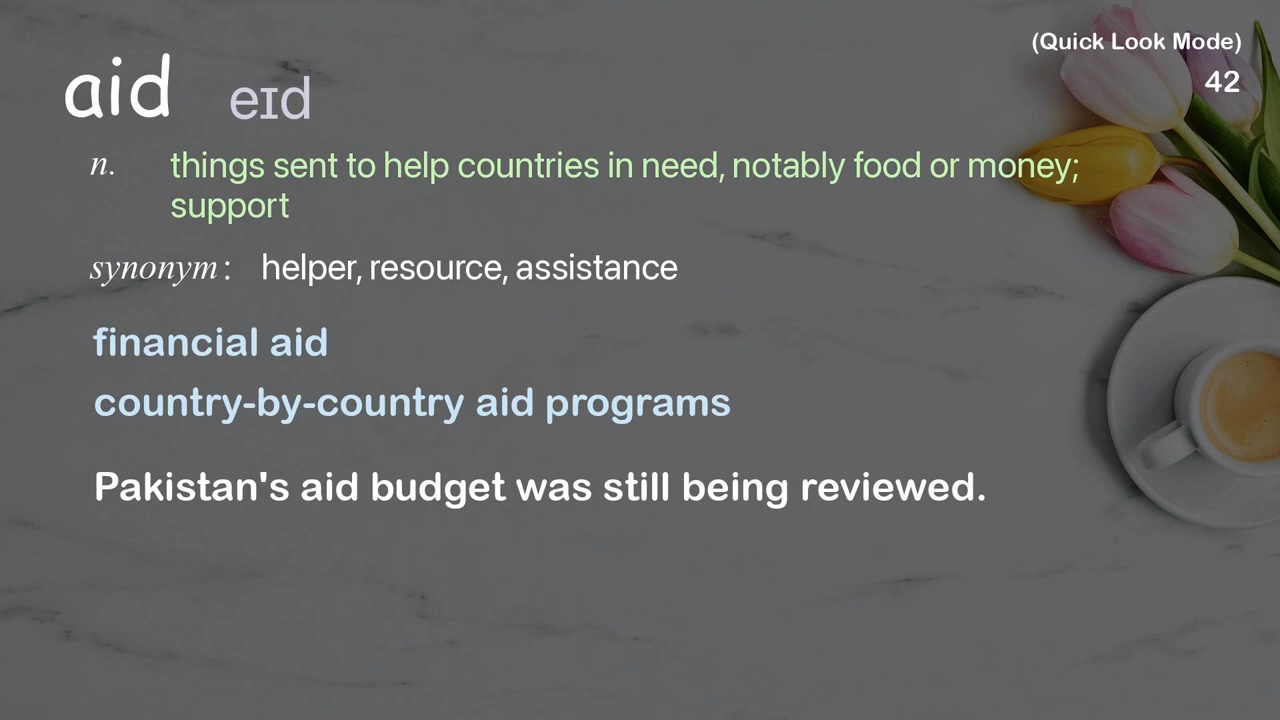 (Quick Look Mode)
42
aid eɪd
n. things sent to help countries in need, notably food or money;
support
synonym: helper, resource, assistance
financial aid
country-by-country aid programs
Pakistan's aid budget was still being reviewed.